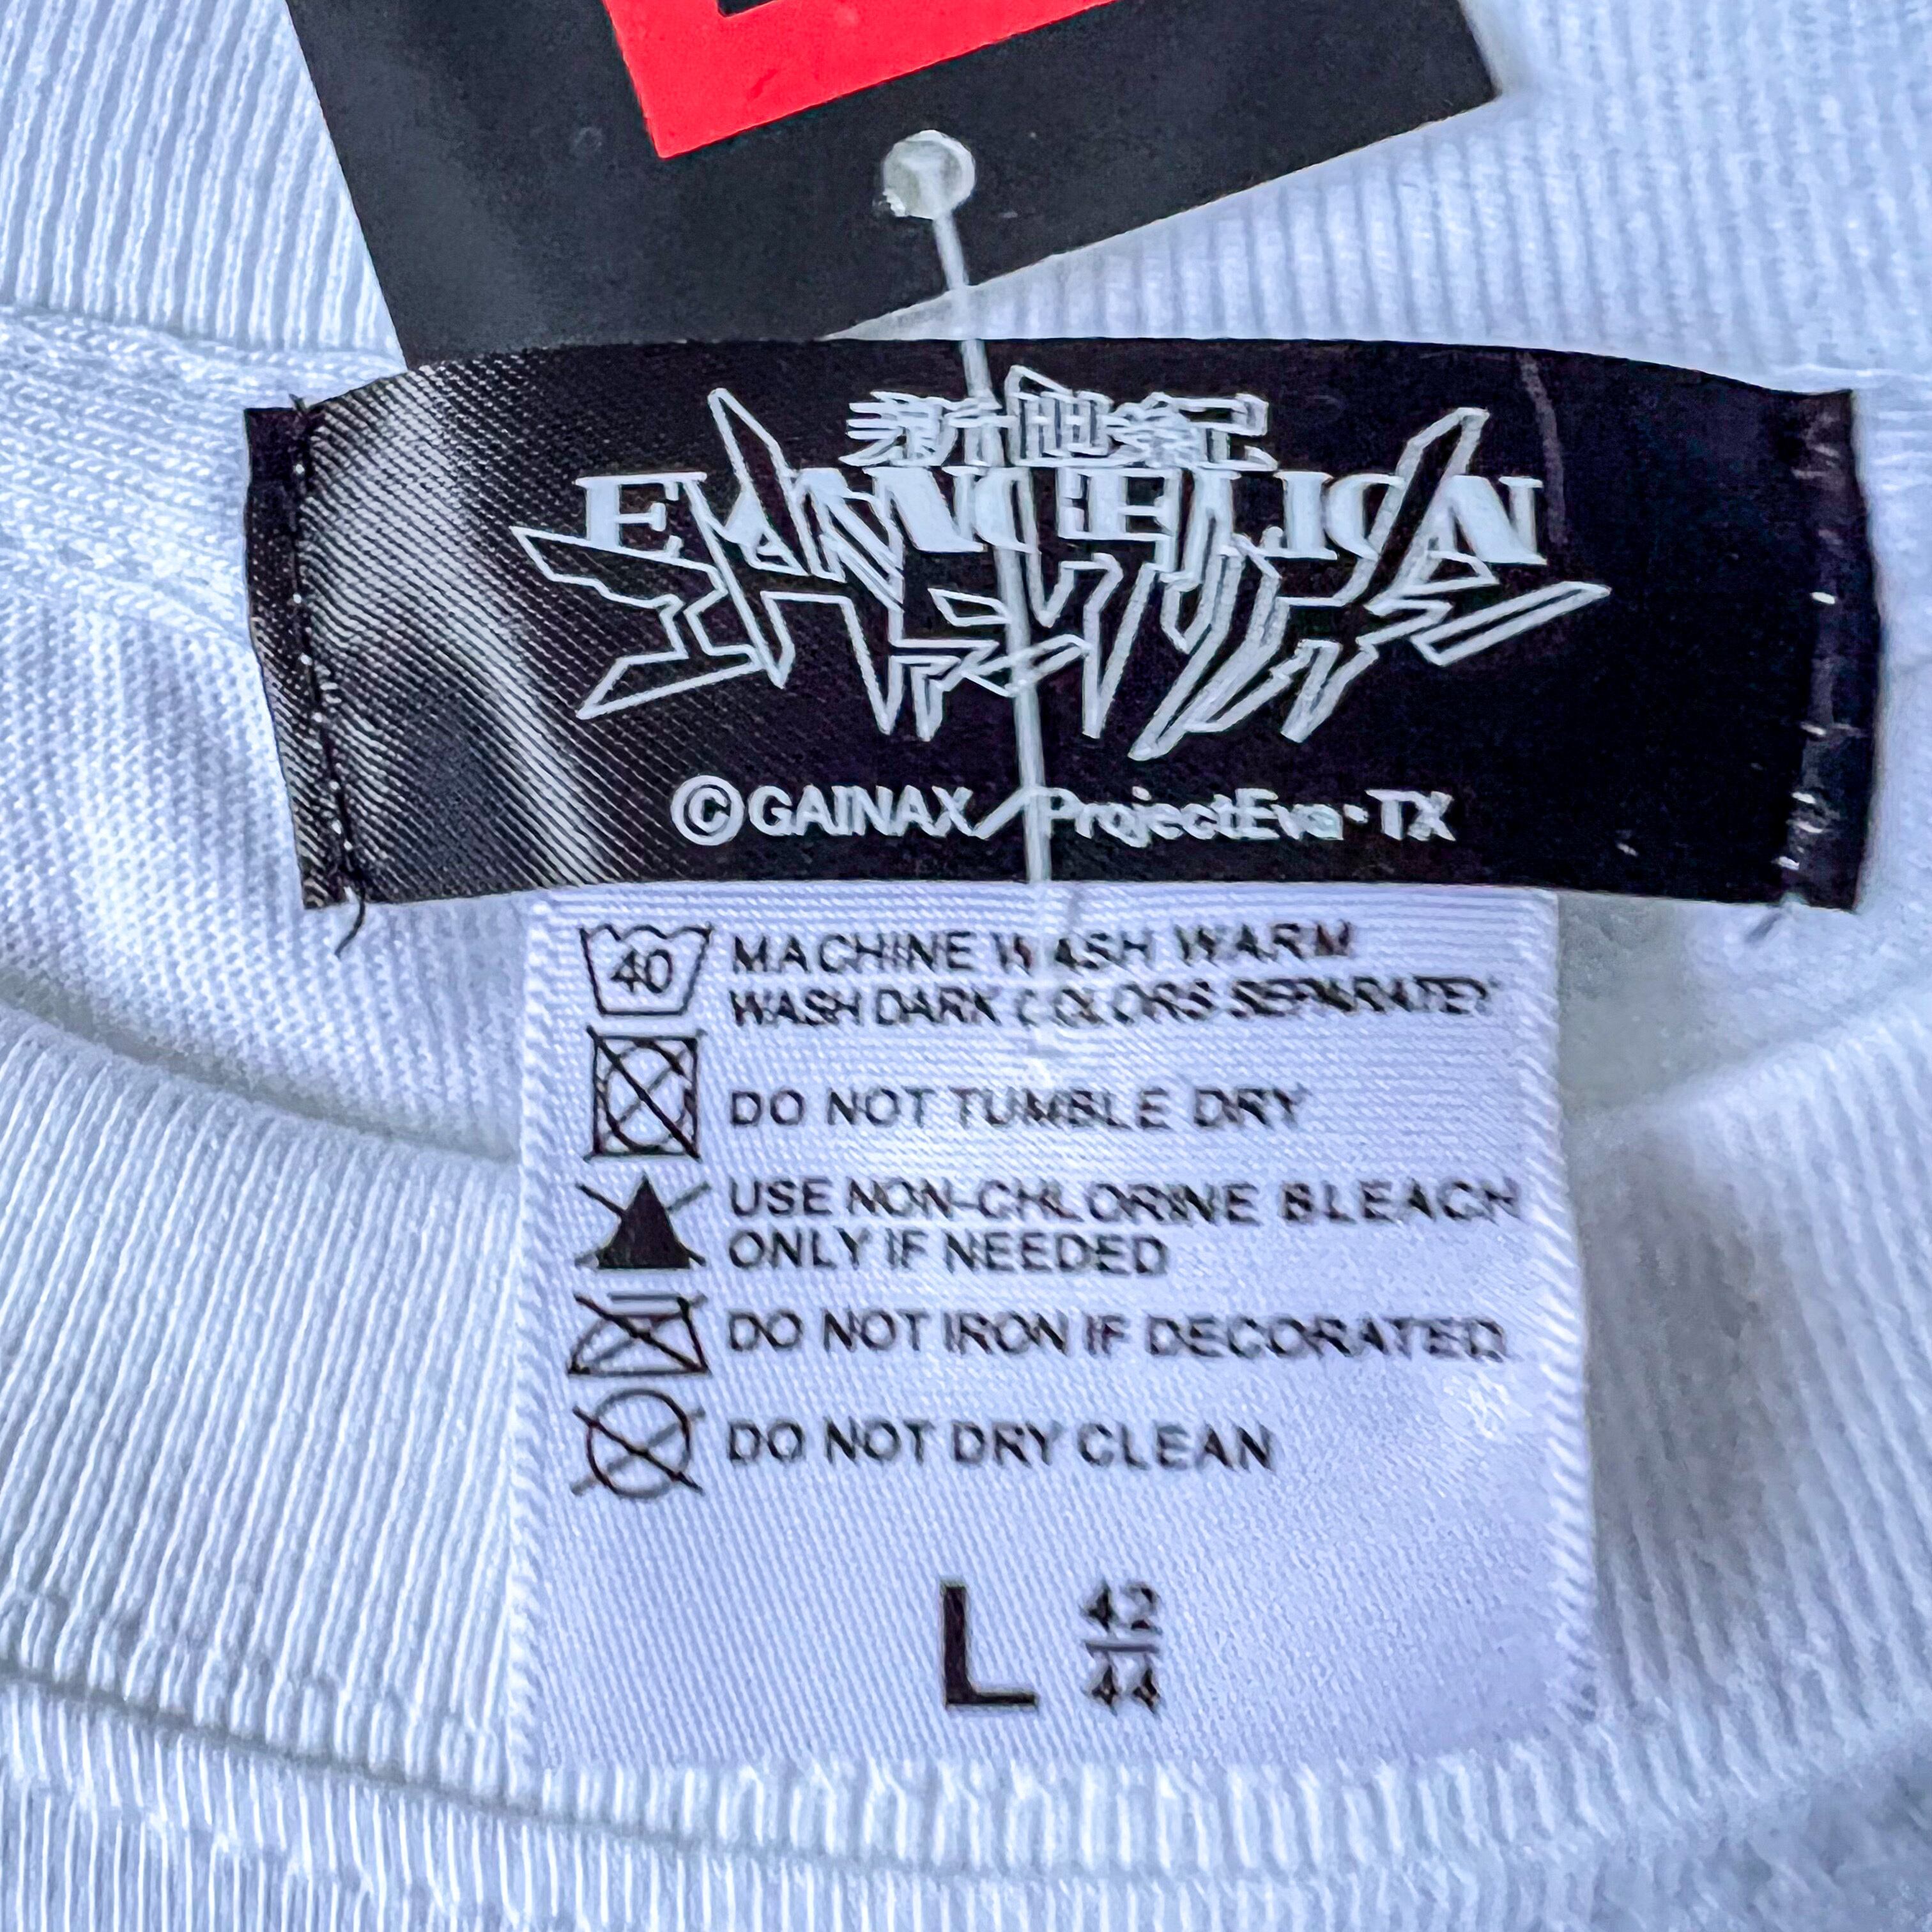 新世紀
EVANGELION
エヴァンゲリオン
©GAINAX/ProjectEva・TX
40 MACHINE WASH WARM
WASH DARK COLORS SEPARATELY
DO NOT TUMBLE DRY
USE NON-CHLORINE BLEACH
ONLY IF NEEDED
DO NOT IRON IF DECORATED
DO NOT DRY CLEAN
L 42
44